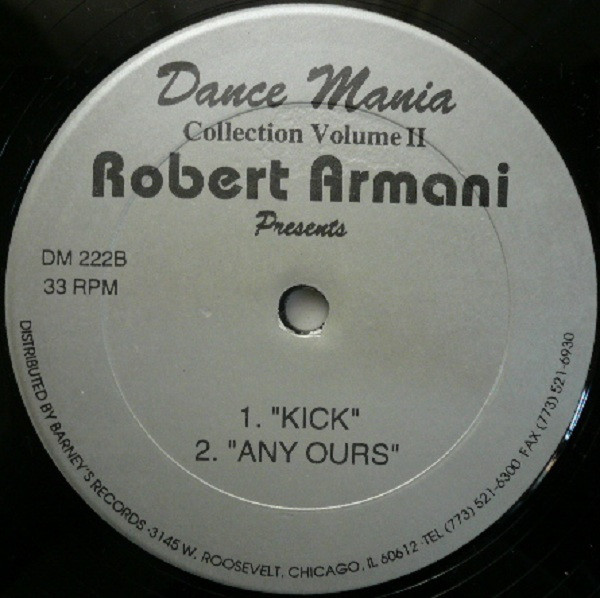 Dance Mania
Collection Volume II
Robert Armani
Presents
DM 222B
33 RPM
1. "KICK"
2. "ANY OURS"
DISTRIBUTED BY BARNEY'S RECORDS -3145 W. ROOSEVELT, CHICAGO, IL 60612 -TEL (773) 521-6300 FAX (773) 521-6930